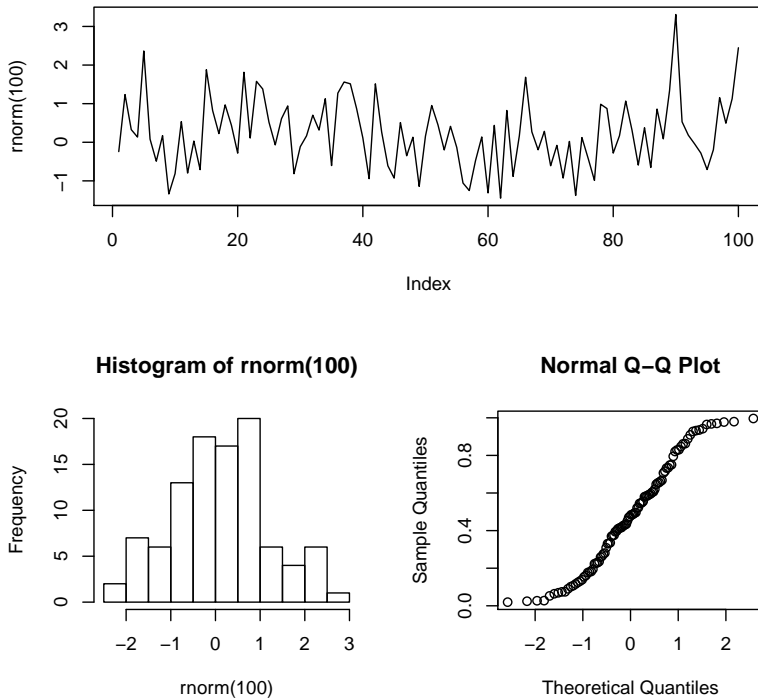 3
2
1
0
−1
rnorm(100)
0 20 40 60 80 100
Index
Histogram of rnorm(100)
20
15
10
5
0
Frequency
−2 −1 0 1 2 3
rnorm(100)
Normal Q−Q Plot
0.8
0.4
0.0
Sample Quantiles
−2 −1 0 1 2
Theoretical Quantiles